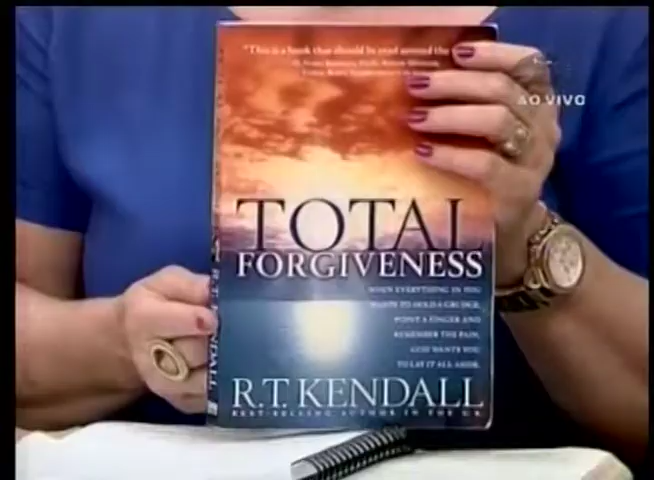 "This is a book that should be read around the
AO VIVO
TOTAL
FORGIVENESS
WHEN EVERYTHING IN YOU
WANTS TO HOLD A GRUDGE,
POINT A FINGER AND
REMEMBER THE PAIN,
GOD WANTS YOU
TO LAY IT ALL ASIDE.
R.T. KENDALL
BEST-SELLING AUTHOR IN THE U.K.
R.T. KENDALL